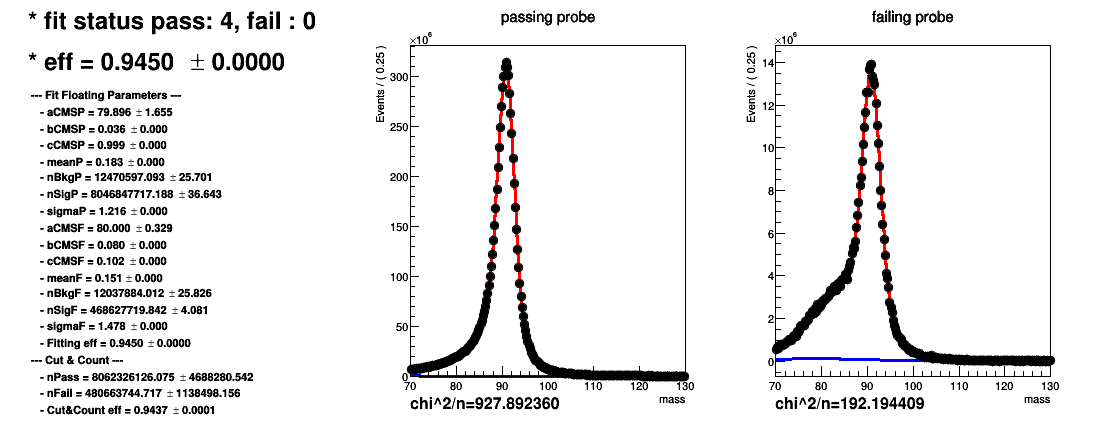 * fit status pass: 4, fail : 0
* eff = 0.9450 ± 0.0000
--- Fit Floating Parameters ---
- aCMSP = 79.896 ± 1.655
- bCMSP = 0.036 ± 0.000
- cCMSP = 0.999 ± 0.000
- meanP = 0.183 ± 0.000
- nBkgP = 12470597.093 ± 25.701
- nSigP = 8046847717.188 ± 36.643
- sigmaP = 1.216 ± 0.000
- aCMSF = 80.000 ± 0.329
- bCMSF = 0.080 ± 0.000
- cCMSF = 0.102 ± 0.000
- meanF = 0.151 ± 0.000
- nBkgF = 12037884.012 ± 25.826
- nSigF = 468627719.842 ± 4.081
- sigmaF = 1.478 ± 0.000
- Fitting eff = 0.9450 ± 0.0000
--- Cut & Count ---
- nPass = 8062326126.075 ± 4688280.542
- nFail = 480663744.717 ± 1138498.156
- Cut&Count eff = 0.9437 ± 0.0001
passing probe
×10⁶
Events / ( 0.25 )
300
250
200
150
100
50
0
70 80 90 100 110 120 130
mass
chi^2/n=927.892360
failing probe
×10⁶
Events / ( 0.25 )
14
12
10
8
6
4
2
0
70 80 90 100 110 120 130
mass
chi^2/n=192.194409